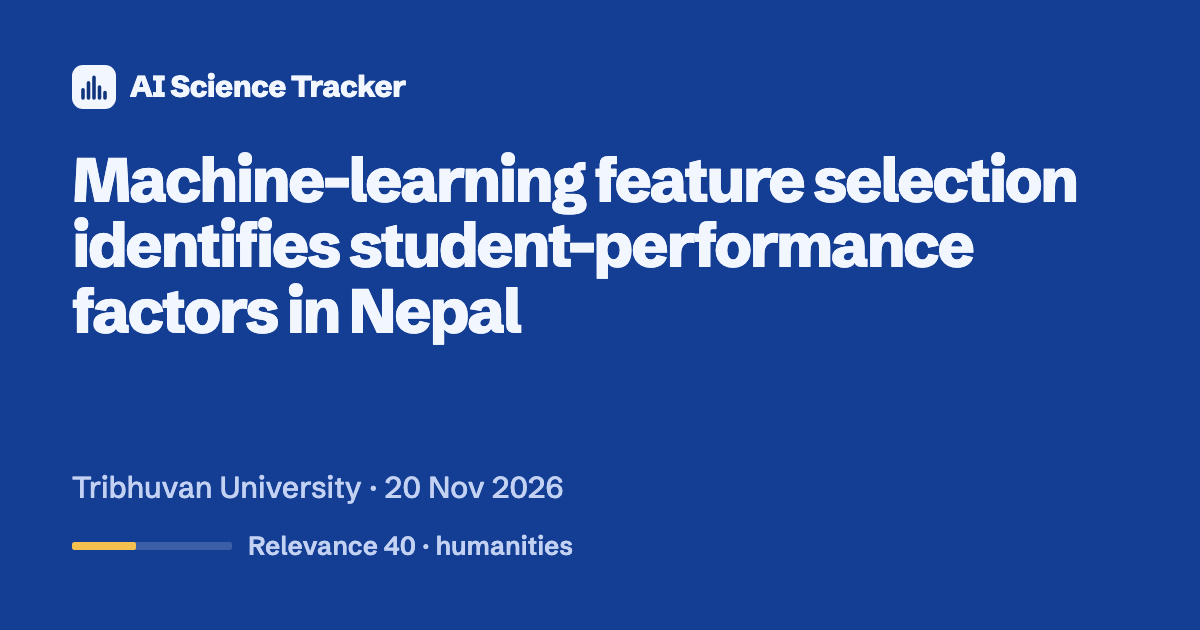 AI Science Tracker
Machine-learning feature selection
identifies student-performance
factors in Nepal
Tribhuvan University · 20 Nov 2026
Relevance 40 · humanities